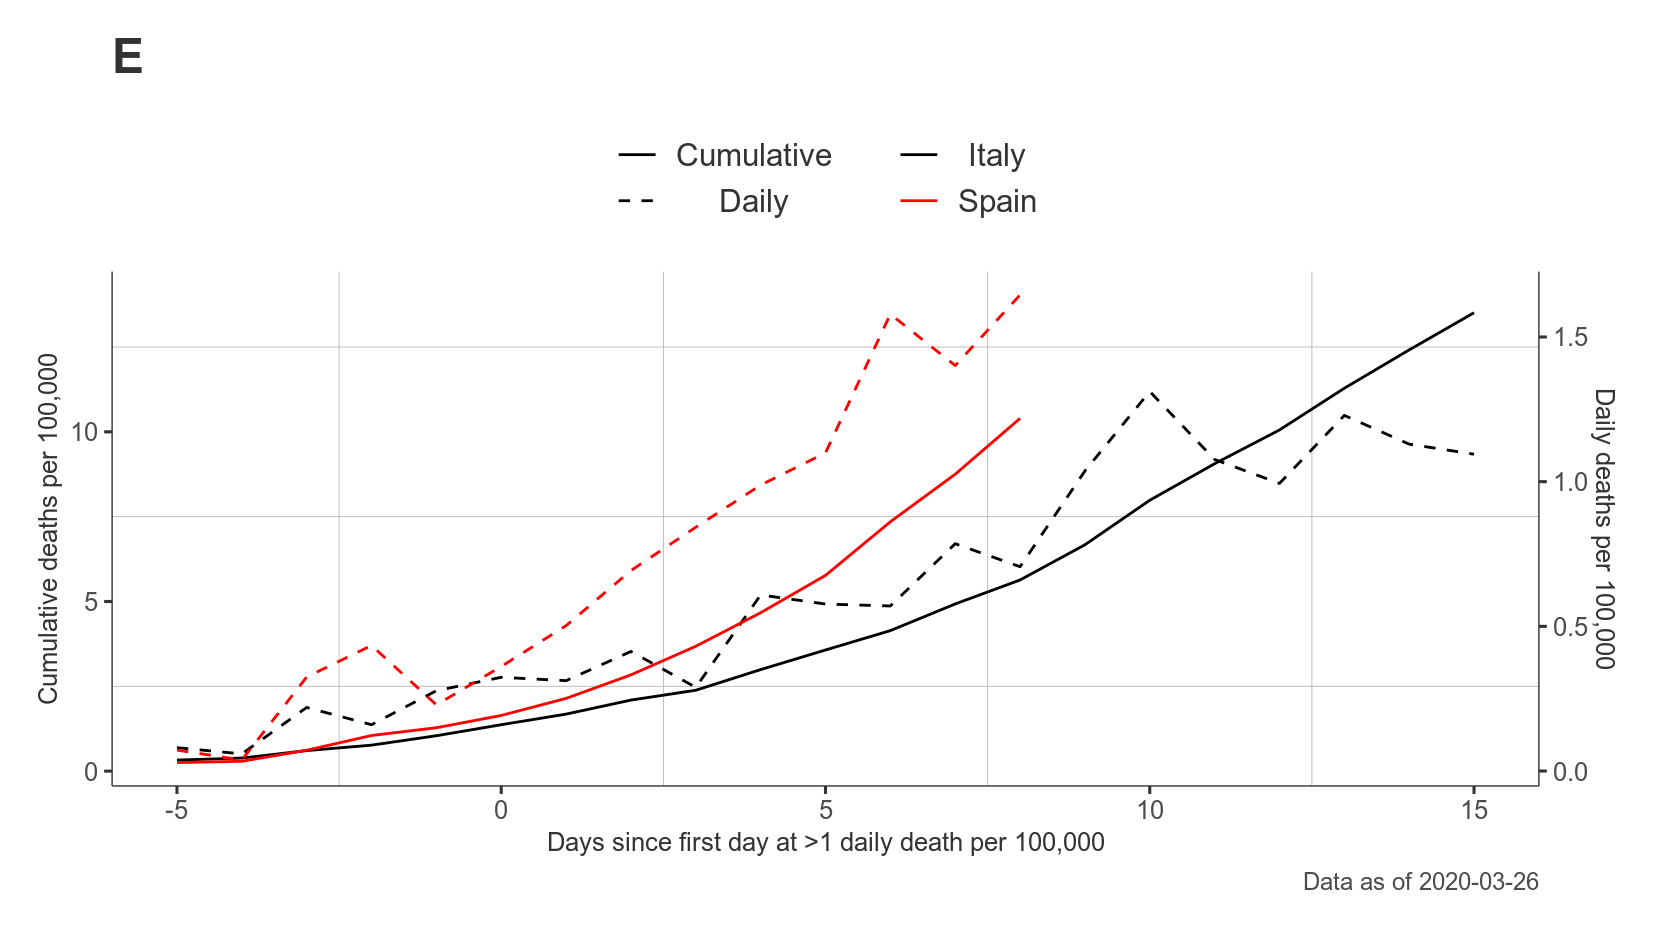 E
Cumulative
Italy
Daily
Spain
Cumulative deaths per 100,000
10
5
0
1.5
1.0
0.5
0.0
Daily deaths per 100,000
-5
0
5
10
15
Days since first day at >1 daily death per 100,000
Data as of 2020-03-26